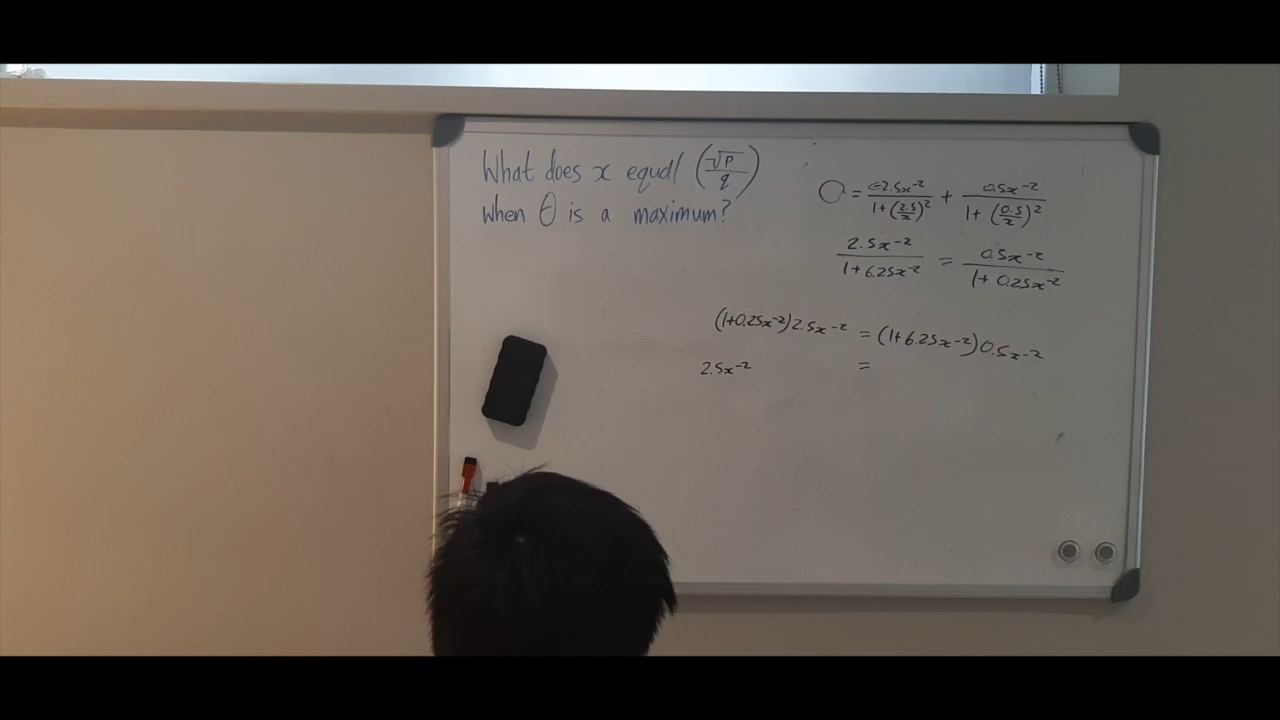 What does x equal (√p/q)
when θ is a maximum?
0 = -2.5x⁻²/(1+(2.5/x)²) + 0.5x⁻²/(1+(0.5/x)²)
2.5x⁻²/(1+6.25x⁻²) = 0.5x⁻²/(1+0.25x⁻²)
(1+0.25x⁻²)2.5x⁻² = (1+6.25x⁻²)0.5x⁻²
2.5x⁻² =